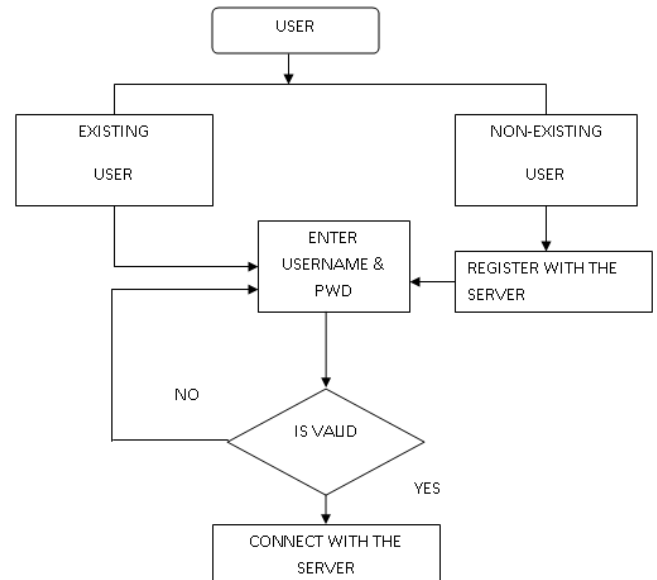 USER
EXISTING
USER
NON-EXISTING
USER
ENTER
USERNAME &
PWD
REGISTER WITH THE
SERVER
NO
IS VALID
YES
CONNECT WITH THE
SERVER